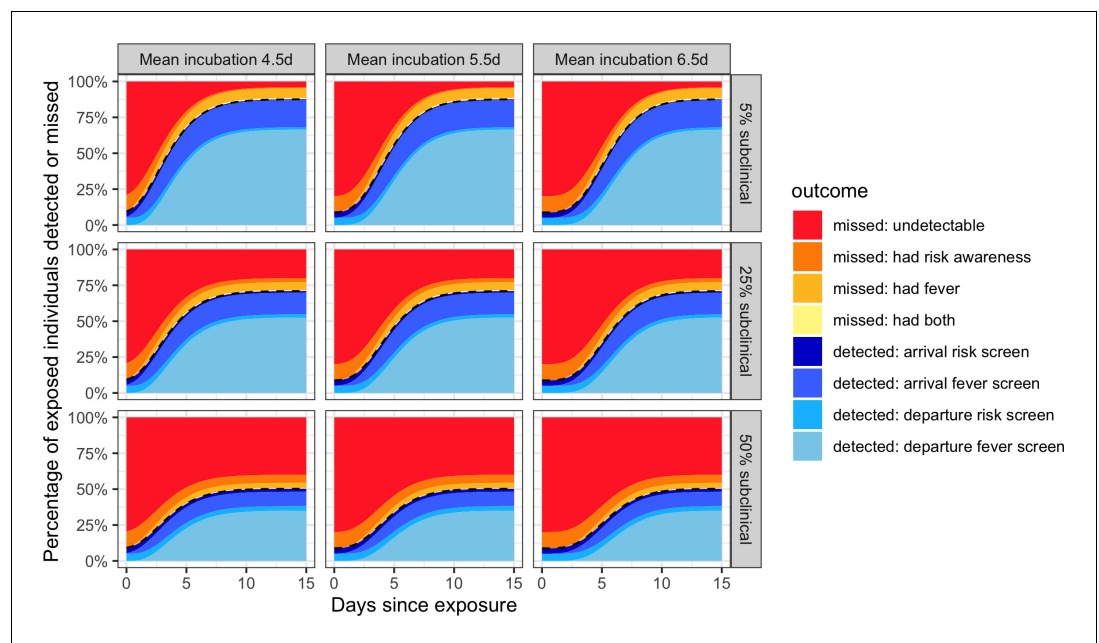 Mean incubation 4.5d
Mean incubation 5.5d
Mean incubation 6.5d
Percentage of exposed individuals detected or missed
100%
75%
50%
25%
0%
5% subclinical
100%
75%
50%
25%
0%
25% subclinical
100%
75%
50%
25%
0%
50% subclinical
0 5 10 15
0 5 10 15
0 5 10 15
Days since exposure
outcome
missed: undetectable
missed: had risk awareness
missed: had fever
missed: had both
detected: arrival risk screen
detected: arrival fever screen
detected: departure risk screen
detected: departure fever screen